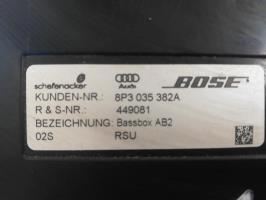 schefenacker Audi BOSE
KUNDEN-NR.: 8P3 035 382A
R & S-NR.: 449081
BEZEICHNUNG: Bassbox AB2
02S RSU